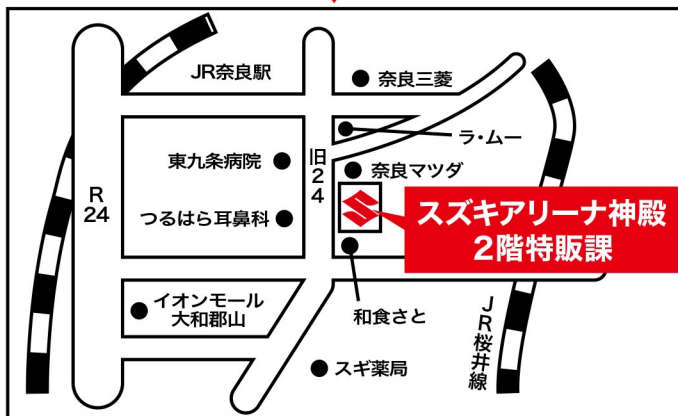 JR奈良駅
奈良三菱
ラ・ムー
東九条病院
旧24
奈良マツダ
R24
つるはら耳鼻科
スズキアリーナ神殿
2階特販課
イオンモール
大和郡山
和食さと
JR桜井線
スギ薬局